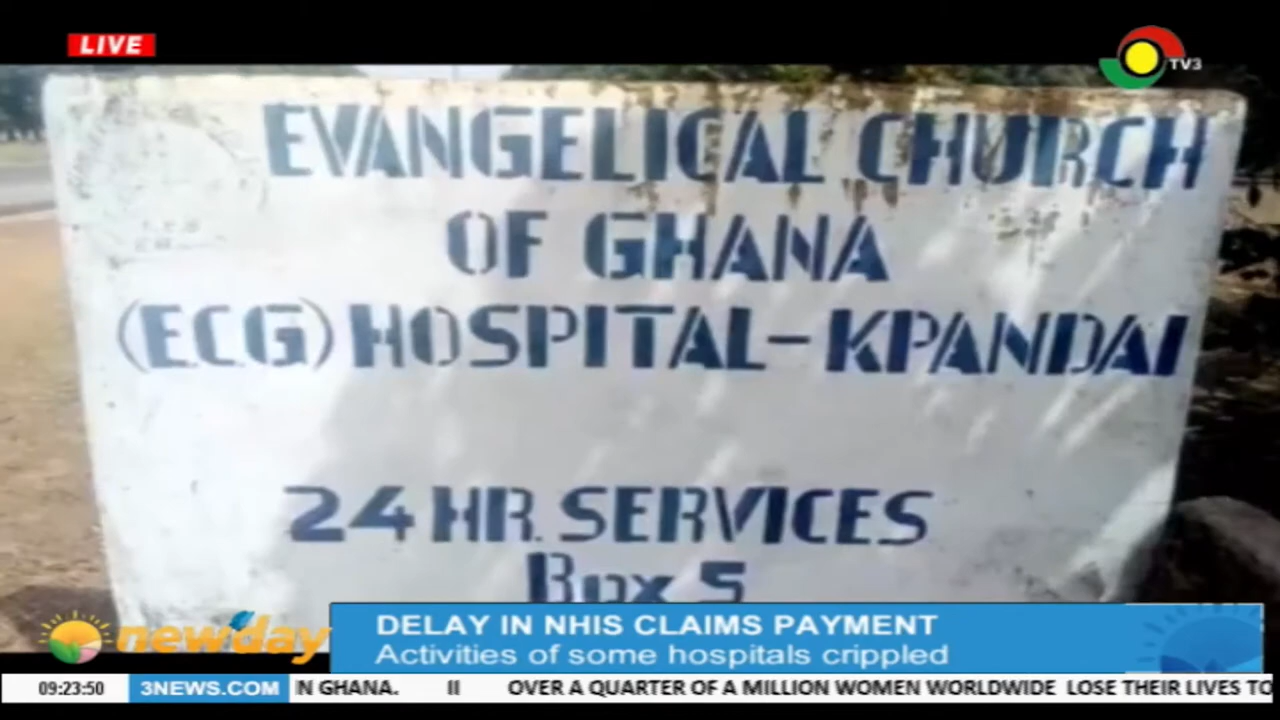 LIVE
TV3
EVANGELICAL CHURCH
OF GHANA
(ECG) HOSPITAL-KPANDAI
24 HR. SERVICES
Box 5
newday
DELAY IN NHIS CLAIMS PAYMENT
Activities of some hospitals crippled
09:23:50 3NEWS.COM N GHANA. II OVER A QUARTER OF A MILLION WOMEN WORLDWIDE LOSE THEIR LIVES TO